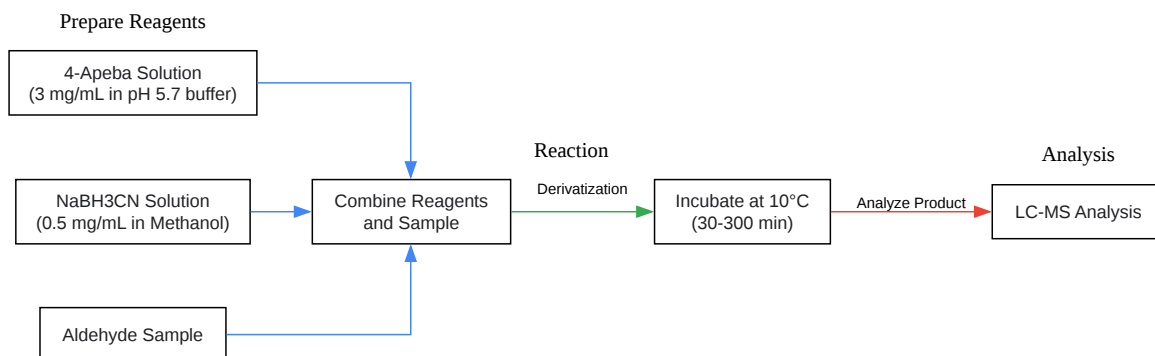 Prepare Reagents
4-Apeba Solution
(3 mg/mL in pH 5.7 buffer)
Reaction
Analysis
Derivatization
NaBH3CN Solution
(0.5 mg/mL in Methanol)
Combine Reagents
and Sample
Incubate at 10°C
(30-300 min)
Analyze Product
LC-MS Analysis
Aldehyde Sample